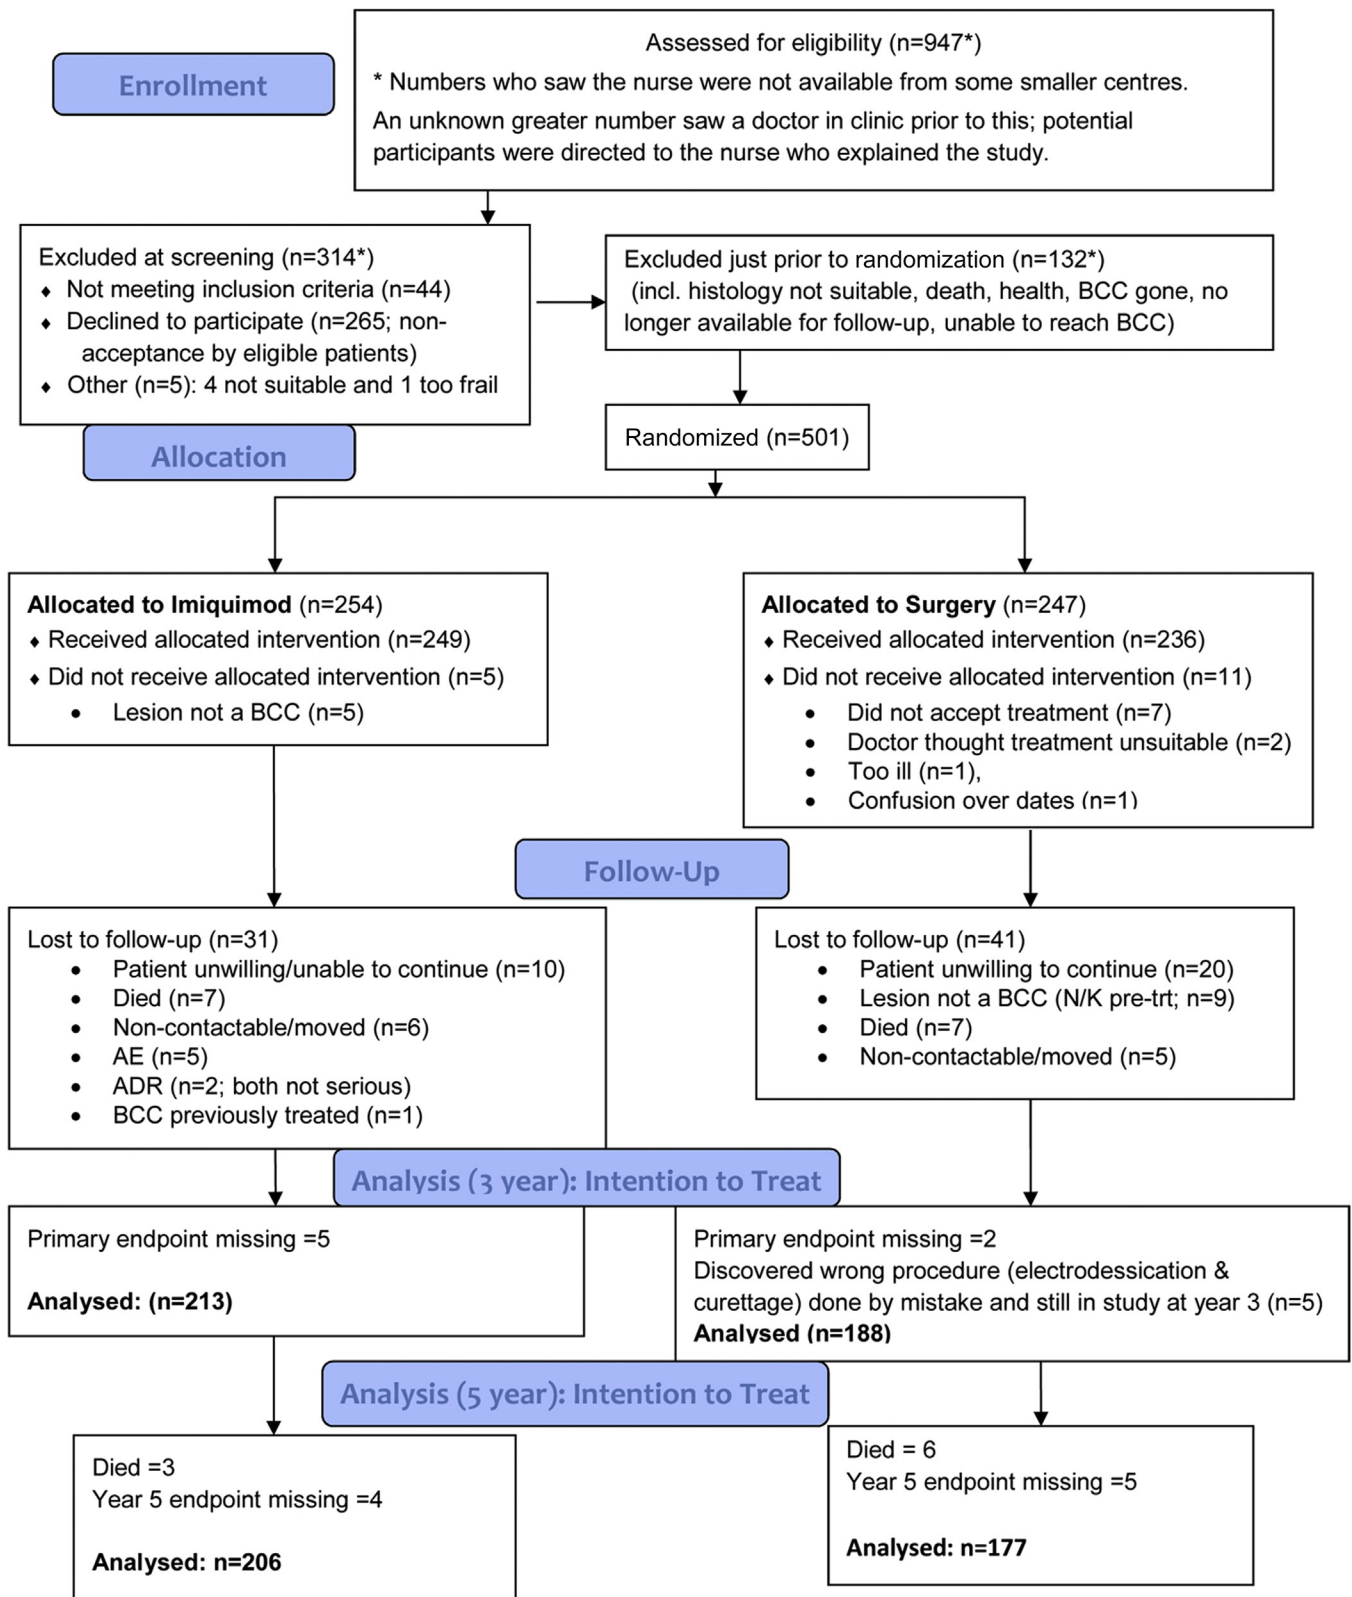 Enrollment
Assessed for eligibility (n=947*)
* Numbers who saw the nurse were not available from some smaller centres.
An unknown greater number saw a doctor in clinic prior to this; potential
participants were directed to the nurse who explained the study.
Excluded at screening (n=314*)
♦ Not meeting inclusion criteria (n=44)
♦ Declined to participate (n=265; non-
acceptance by eligible patients)
♦ Other (n=5): 4 not suitable and 1 too frail
Excluded just prior to randomization (n=132*)
(incl. histology not suitable, death, health, BCC gone, no
longer available for follow-up, unable to reach BCC)
Randomized (n=501)
Allocation
Allocated to Imiquimod (n=254)
♦ Received allocated intervention (n=249)
♦ Did not receive allocated intervention (n=5)
• Lesion not a BCC (n=5)
Allocated to Surgery (n=247)
♦ Received allocated intervention (n=236)
♦ Did not receive allocated intervention (n=11)
• Did not accept treatment (n=7)
• Doctor thought treatment unsuitable (n=2)
• Too ill (n=1),
• Confusion over dates (n=1)
Follow-Up
Lost to follow-up (n=31)
• Patient unwilling/unable to continue (n=10)
• Died (n=7)
• Non-contactable/moved (n=6)
• AE (n=5)
• ADR (n=2; both not serious)
• BCC previously treated (n=1)
Lost to follow-up (n=41)
• Patient unwilling to continue (n=20)
• Lesion not a BCC (N/K pre-trt; n=9)
• Died (n=7)
• Non-contactable/moved (n=5)
Analysis (3 year): Intention to Treat
Primary endpoint missing =5
Analysed: (n=213)
Primary endpoint missing =2
Discovered wrong procedure (electrodessication &
curettage) done by mistake and still in study at year 3 (n=5)
Analysed (n=188)
Analysis (5 year): Intention to Treat
Died =3
Year 5 endpoint missing =4
Analysed: n=206
Died = 6
Year 5 endpoint missing =5
Analysed: n=177